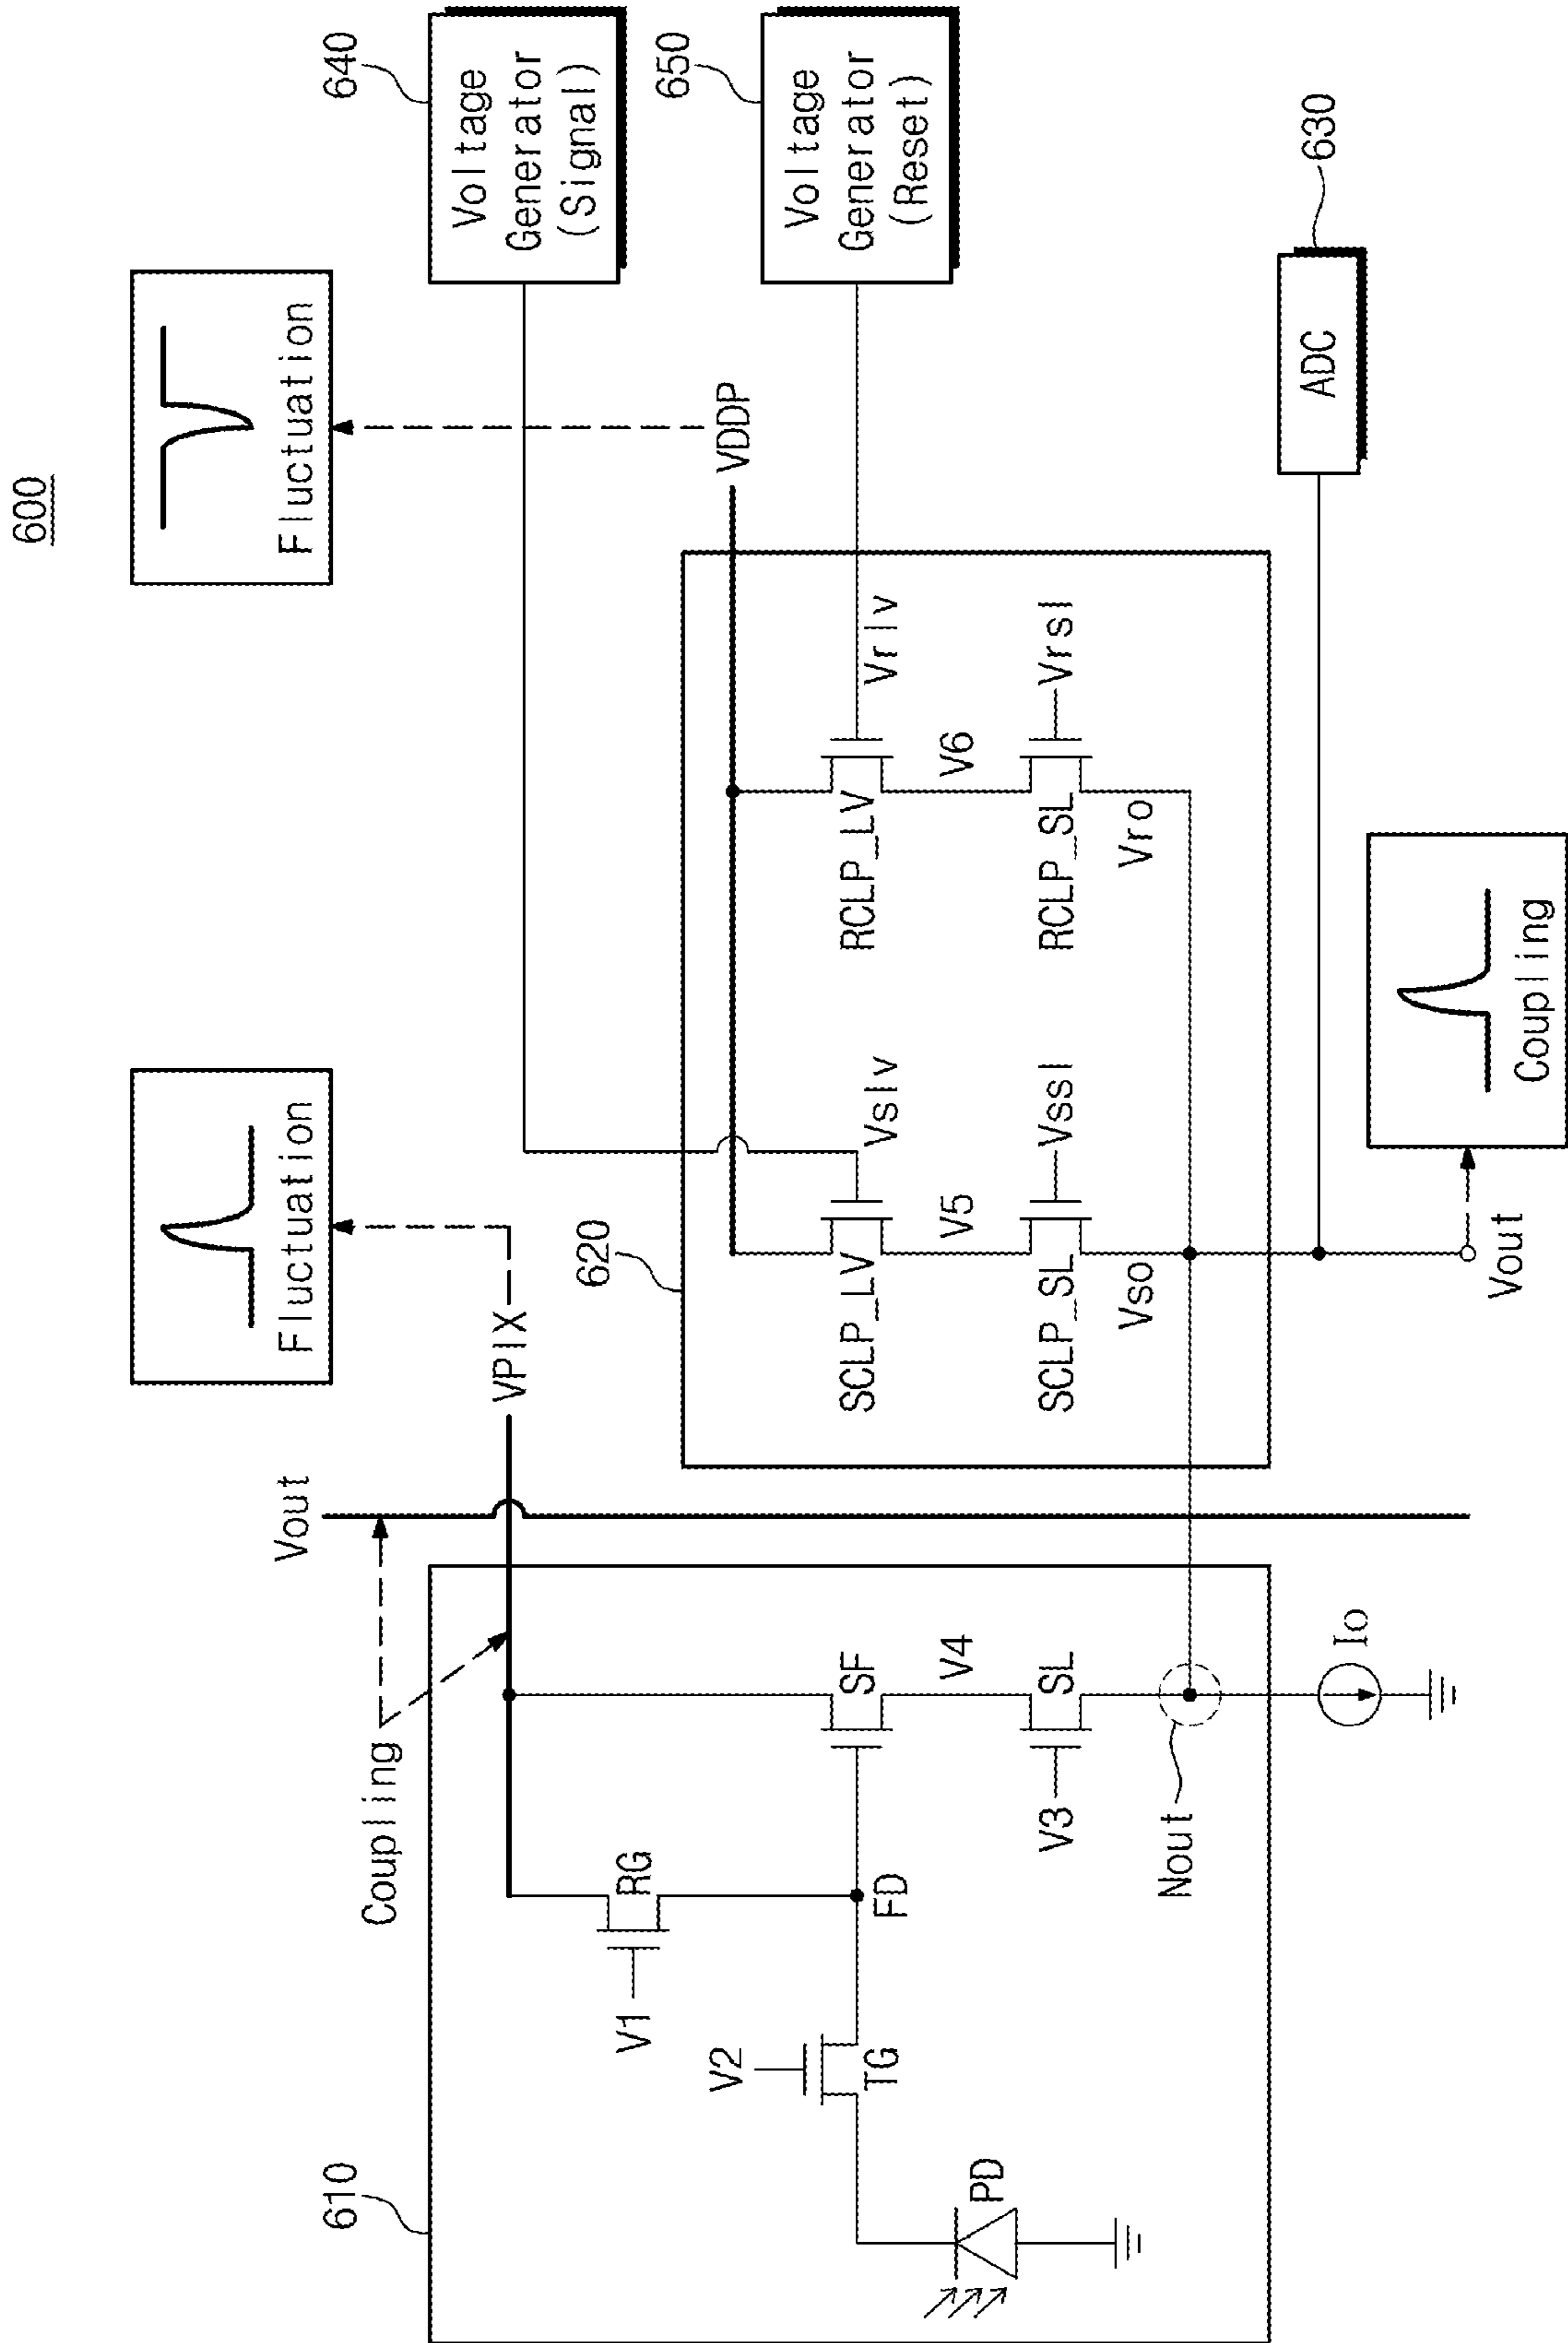 600
Fluctuation
Fluctuation
640
Voltage
Generator
(Signal)
650
Voltage
Generator
(Reset)
Vout
Coupling
VPIX
VDDP
610
620
V1
RG
V2
TG
FD
SF
V4
V3
SL
PD
Nout
Io
SCLP_LV
Vslv
V5
SCLP_SL
Vssl
Vso
RCLP_LV
Vrlv
V6
RCLP_SL
Vrsl
Vro
630
ADC
Vout
Coupling